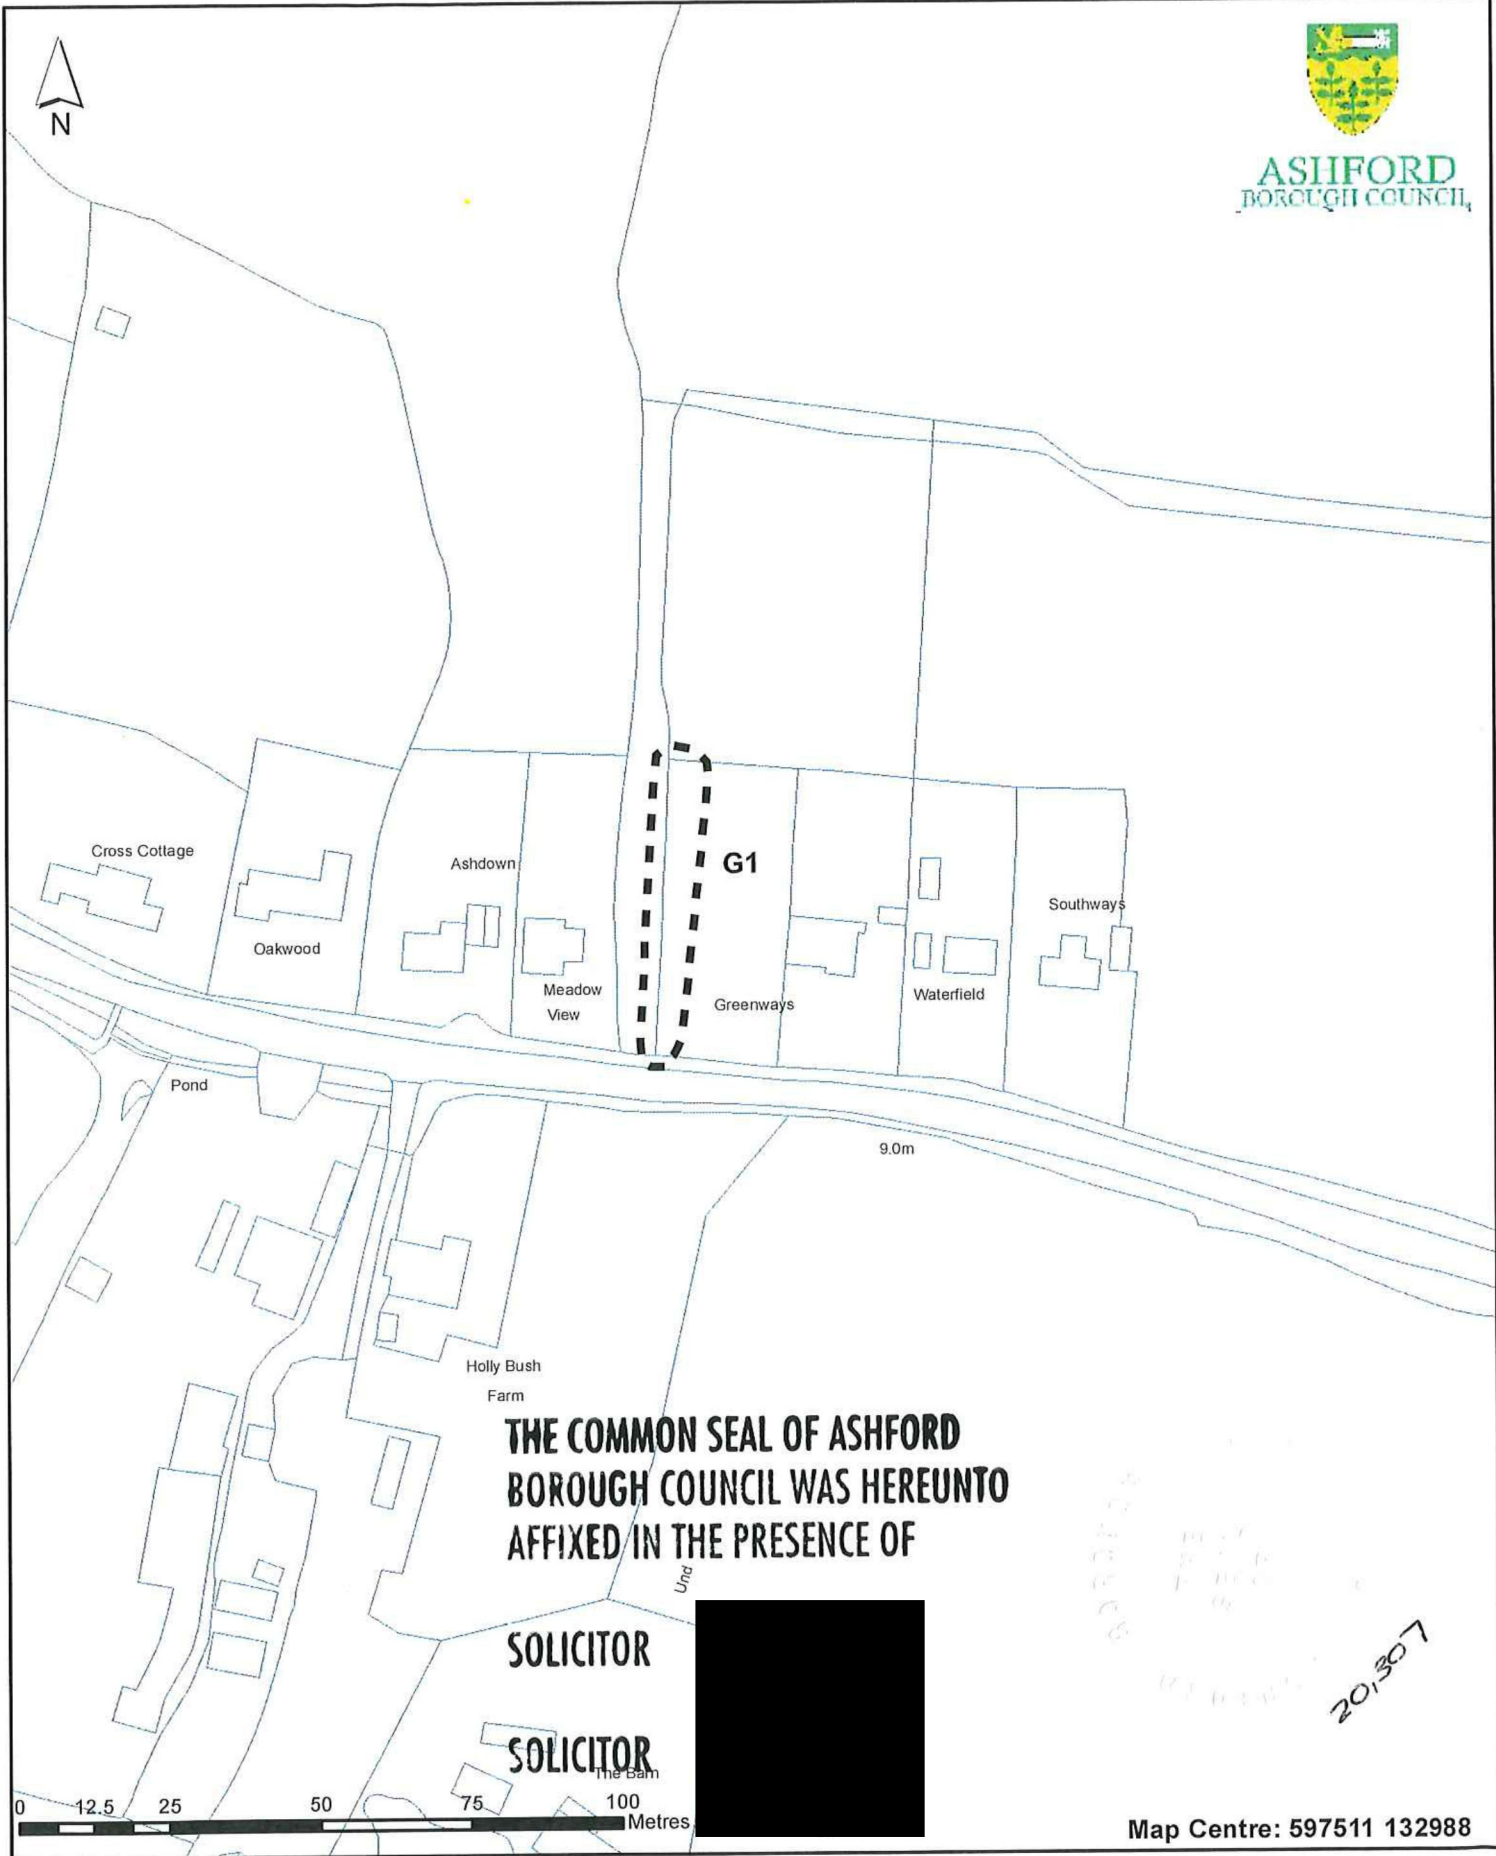 N
ASHFORD
BOROUGH COUNCIL
Cross Cottage
Oakwood
Ashdown
Meadow
View
G1
Greenways
Waterfield
Southways
Pond
9.0m
Holly Bush
Farm
THE COMMON SEAL OF ASHFORD
BOROUGH COUNCIL WAS HEREUNTO
AFFIXED IN THE PRESENCE OF
Und
SOLICITOR
SOLICITOR
The Barn
20,307
0 12.5 25 50 75 100
Metres
Map Centre: 597511 132988